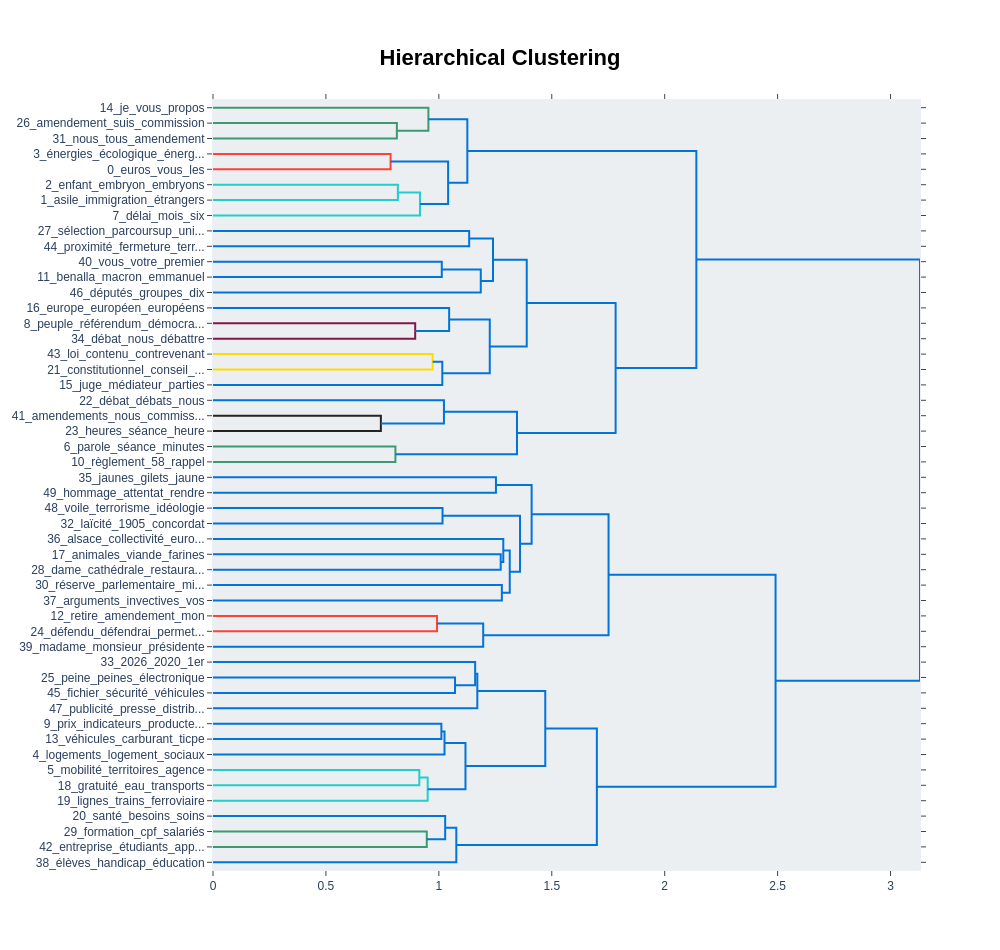 Hierarchical Clustering
14_je_vous_propos
26_amendement_suis_commission
31_nous_tous_amendement
3_énergies_écologique_énerg...
0_euros_vous_les
2_enfant_embryon_embryons
1_asile_immigration_étrangers
7_délai_mois_six
27_sélection_parcoursup_uni...
44_proximité_fermeture_terr...
40_vous_votre_premier
11_benalla_macron_emmanuel
46_députés_groupes_dix
16_europe_européen_européens
8_peuple_référendum_démocra...
34_débat_nous_débattre
43_loi_contenu_contrevenant
21_constitutionnel_conseil_...
15_juge_médiateur_parties
22_débat_débats_nous
41_amendements_nous_commiss...
23_heures_séance_heure
6_parole_séance_minutes
10_règlement_58_rappel
35_jaunes_gilets_jaune
49_hommage_attentat_rendre
48_voile_terrorisme_idéologie
32_laïcité_1905_concordat
36_alsace_collectivité_euro...
17_animales_viande_farines
28_dame_cathédrale_restaura...
30_réserve_parlementaire_mi...
37_arguments_invectives_vos
12_retire_amendement_mon
24_défendu_défendrai_permet...
39_madame_monsieur_présidente
33_2026_2020_1er
25_peine_peines_électronique
45_fichier_sécurité_véhicules
47_publicité_presse_distrib...
9_prix_indicateurs_producte...
13_véhicules_carburant_ticpe
4_logements_logement_sociaux
5_mobilité_territoires_agence
18_gratuité_eau_transports
19_lignes_trains_ferroviaire
20_santé_besoins_soins
29_formation_cpf_salariés
42_entreprise_étudiants_app...
38_élèves_handicap_éducation
0 0.5 1 1.5 2 2.5 3